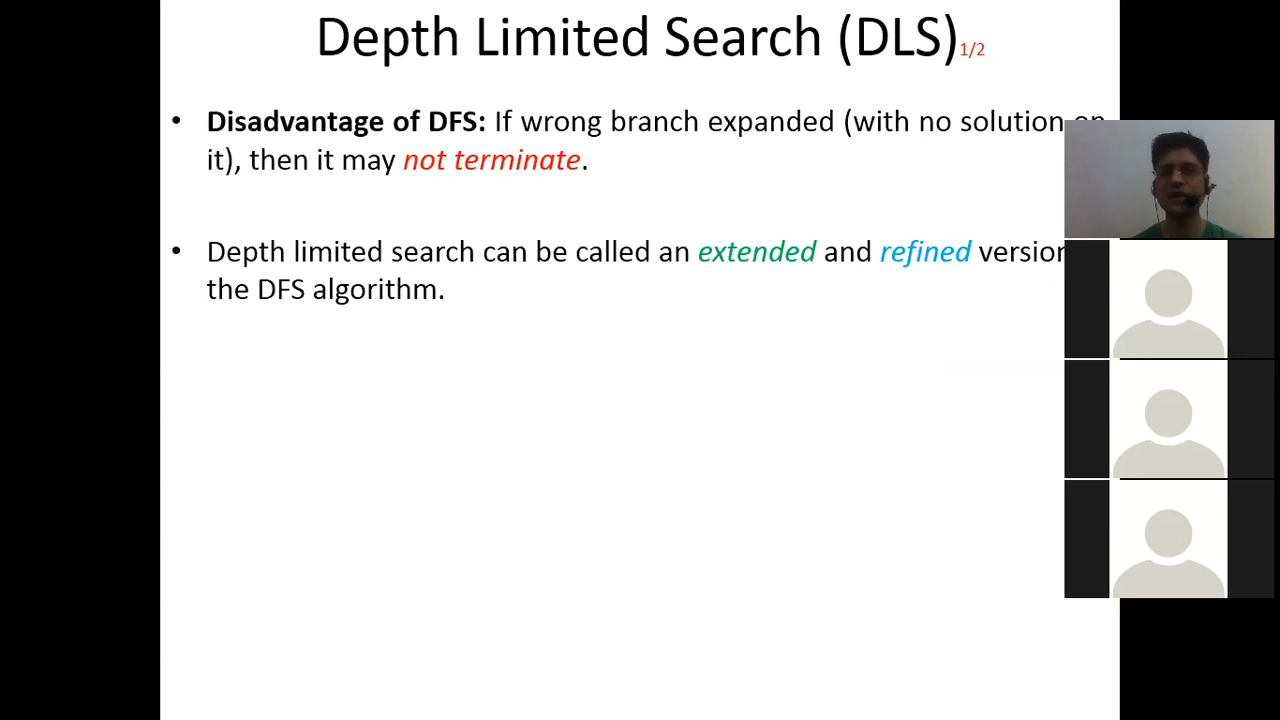 Depth Limited Search (DLS)1/2
• Disadvantage of DFS: If wrong branch expanded (with no solution on
it), then it may not terminate.
• Depth limited search can be called an extended and refined version
the DFS algorithm.